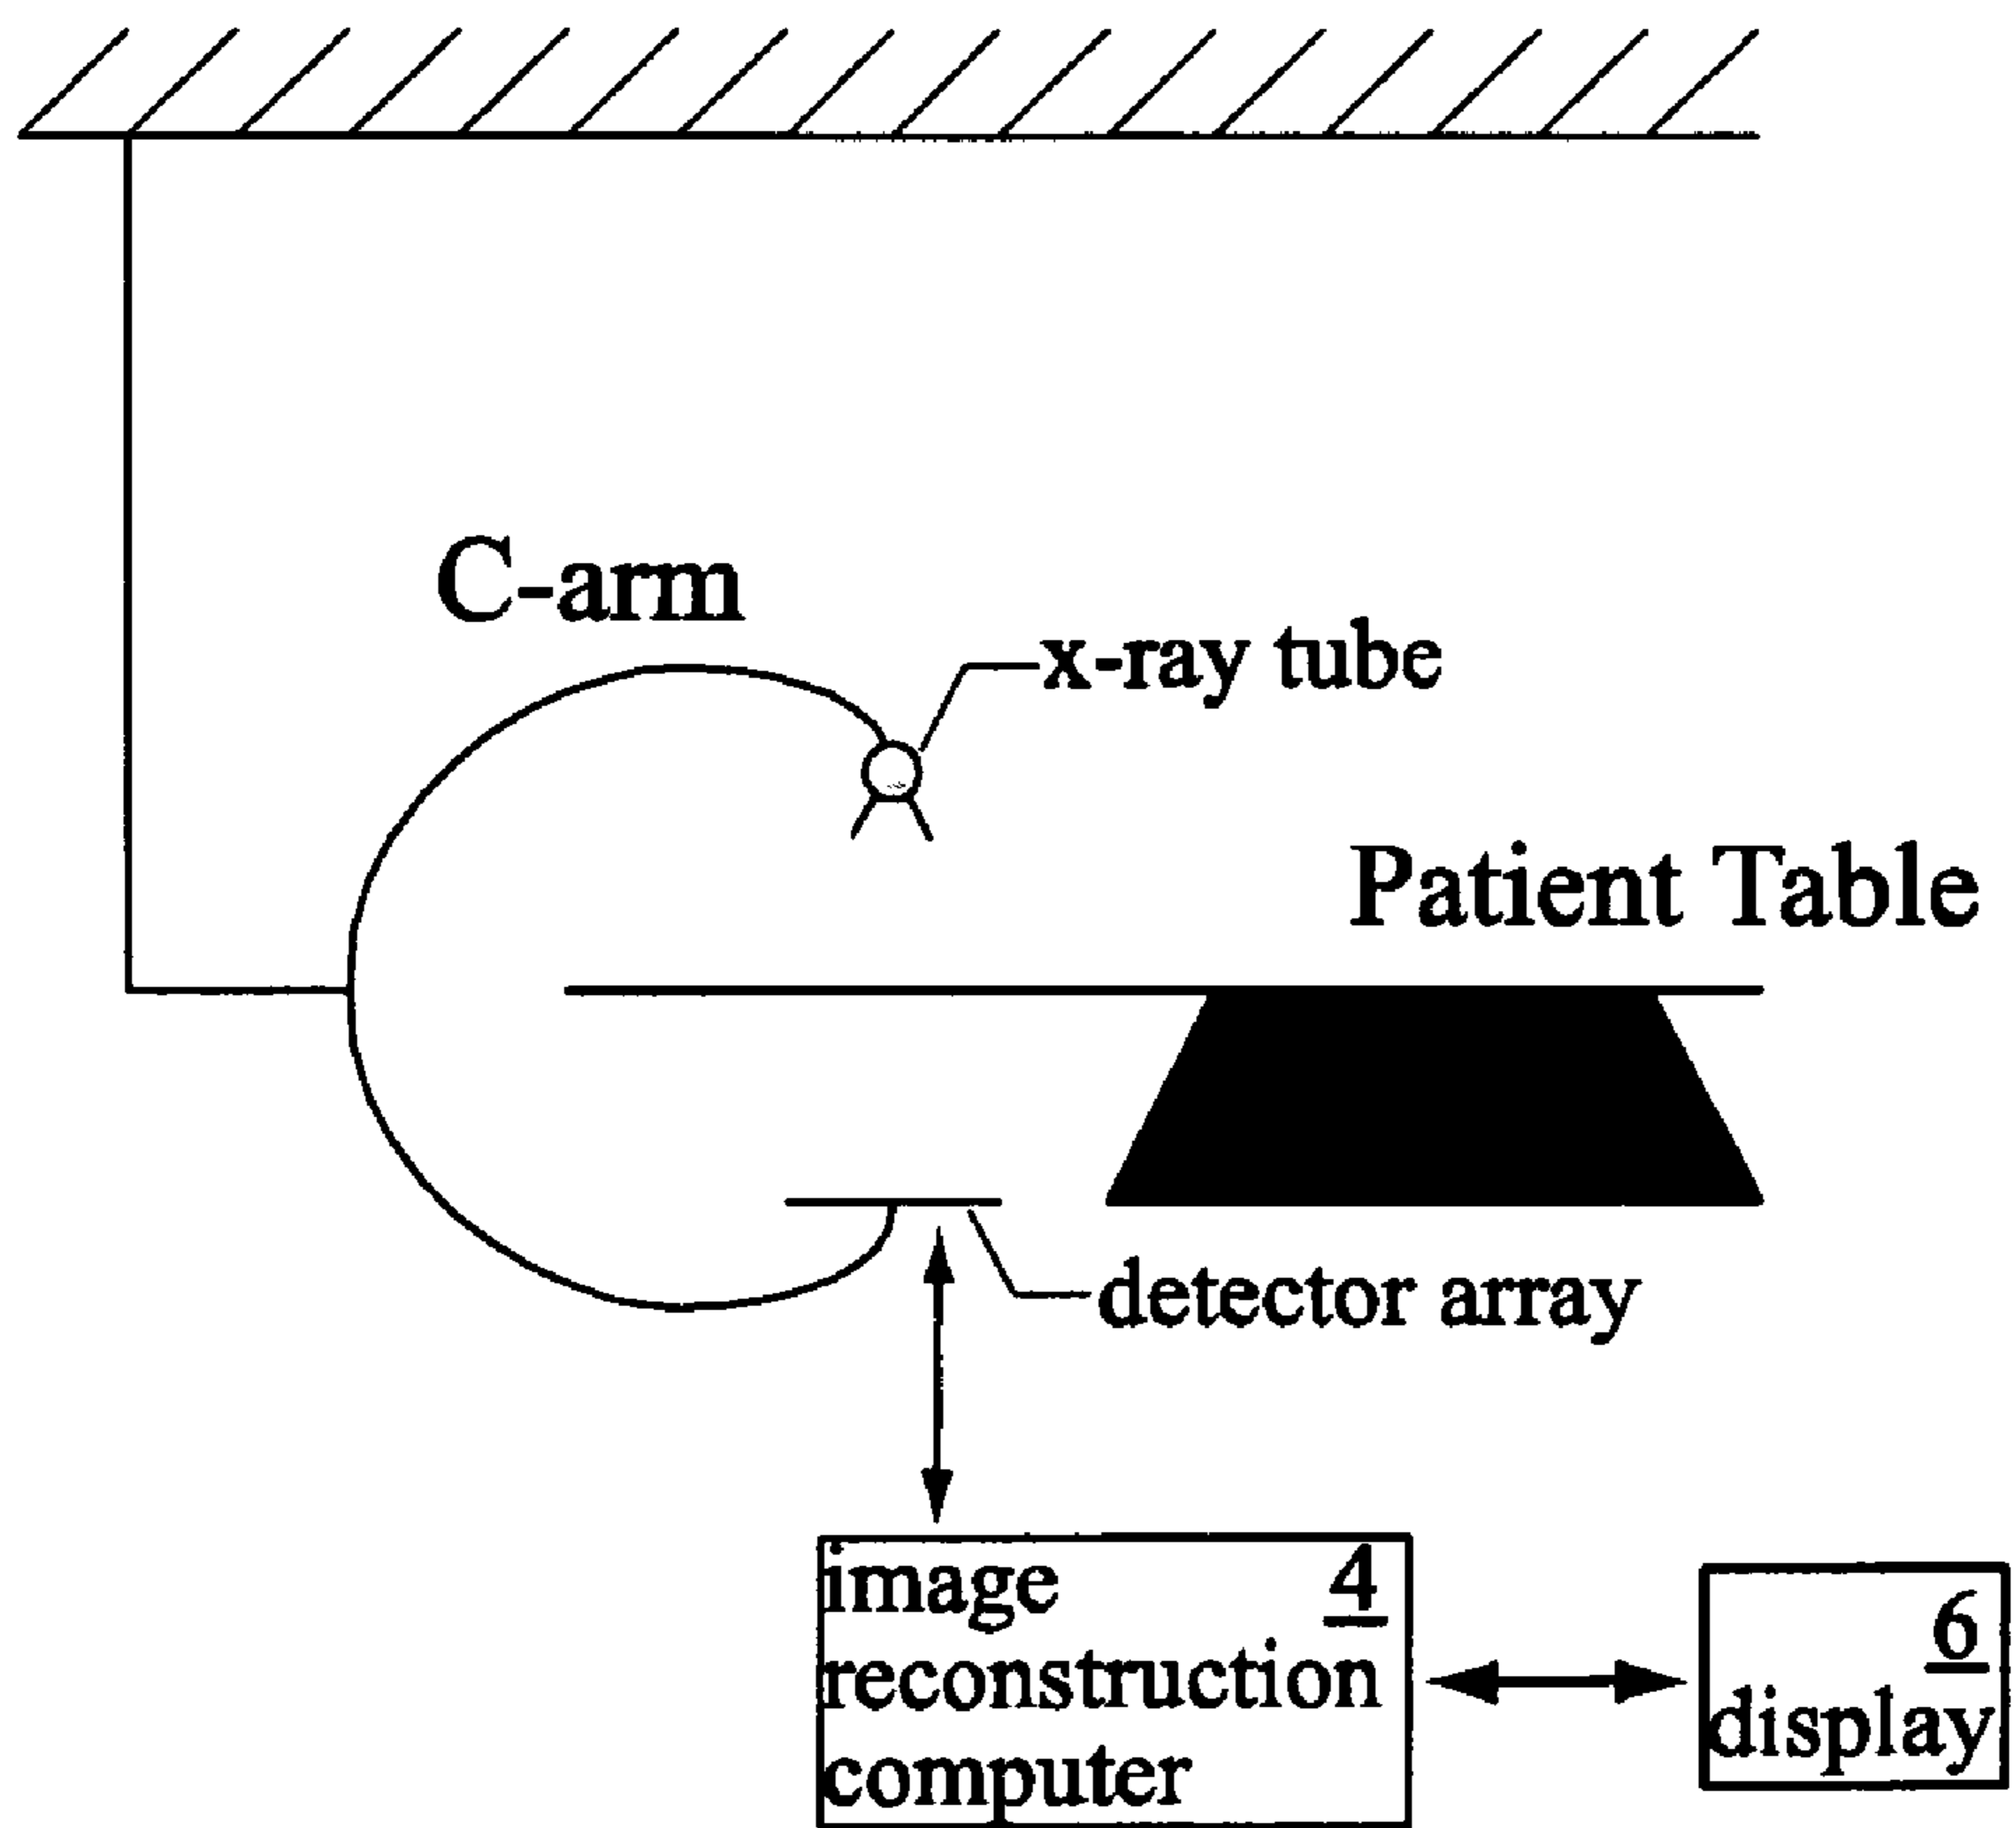 C-arm
x-ray tube
Patient Table
detector array
image 4
reconstruction
computer
6
display